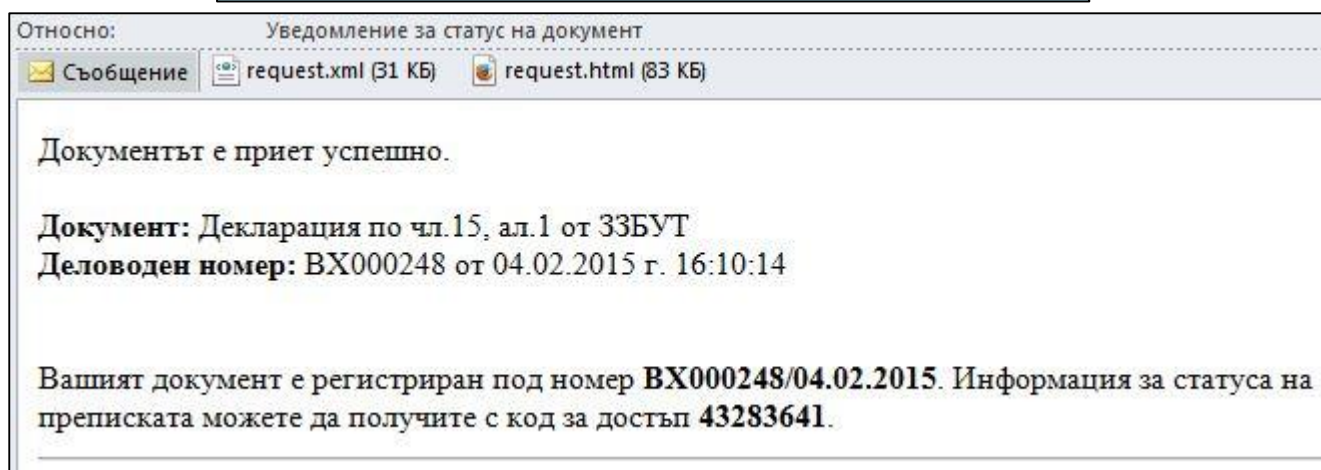 Относно: Уведомление за статус на документ
Съобщение request.xml (31 КБ) request.html (83 КБ)
Документът е приет успешно.
Документ: Декларация по чл.15, ал.1 от ЗЗБУТ
Деловоден номер: ВХ000248 от 04.02.2015 г. 16:10:14
Вашият документ е регистриран под номер ВХ000248/04.02.2015. Информация за статуса на
преписката можете да получите с код за достъп 43283641.